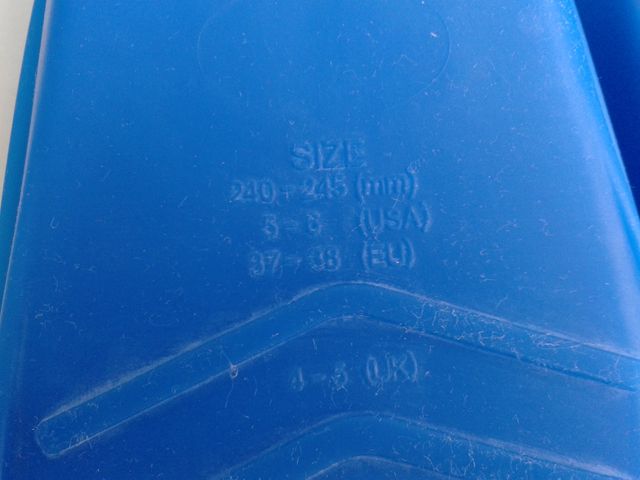 SIZE
240-245 (mm)
5-6 (USA)
37-38 (EU)
4-5 (UK)